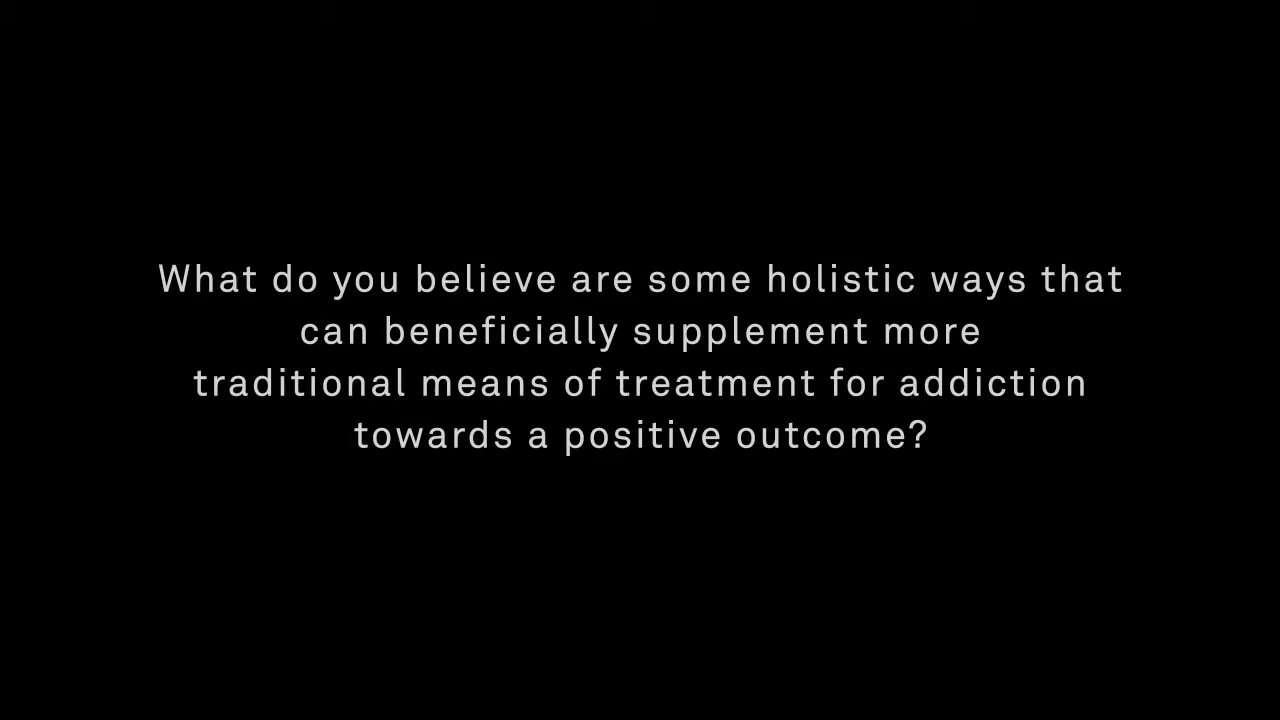 What do you believe are some holistic ways that
can beneficially supplement more
traditional means of treatment for addiction
towards a positive outcome?